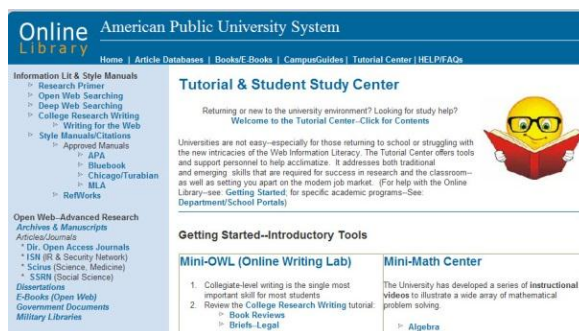 Online
Library
American Public University System
Home | Article Databases | Books/E-Books | CampusGuides | Tutorial Center | HELP/FAQs
Information Lit & Style Manuals
Research Primer
Open Web Searching
Deep Web Searching
College Research Writing
Writing for the Web
Style Manuals/Citations
Approved Manuals
APA
Bluebook
Chicago/Turabian
MLA
RefWorks
Open Web--Advanced Research
Archives & Manuscripts
Articles/Journals
* Dir. Open Access Journals
* ISN (IR & Security Network)
* Scirus (Science, Medicine)
* SSRN (Social Science)
Dissertations
E-Books (Open Web)
Government Documents
Military Libraries
Tutorial & Student Study Center
Returning or new to the university environment? Looking for study help?
Welcome to the Tutorial Center--Click for Contents
Universities are not easy--especially for those returning to school or struggling with
the new intricacies of the Web Information Literacy. The Tutorial Center offers tools
and support personnel to help acclimatize. It addresses both traditional
and emerging skills that are required for success in research and the classroom--
as well as setting you apart on the modern job market. (For help with the Online
Library--see: Getting Started; for specific academic programs--See:
Department/School Portals)
Getting Started--Introductory Tools
Mini-OWL (Online Writing Lab)
1. Collegiate-level writing is the single most
important skill for most students
2. Review the College Research Writing tutorial:
Book Reviews
Briefs--Legal
Mini-Math Center
The University has developed a series of instructional
videos to illustrate a wide array of mathematical
problem solving.
Algebra